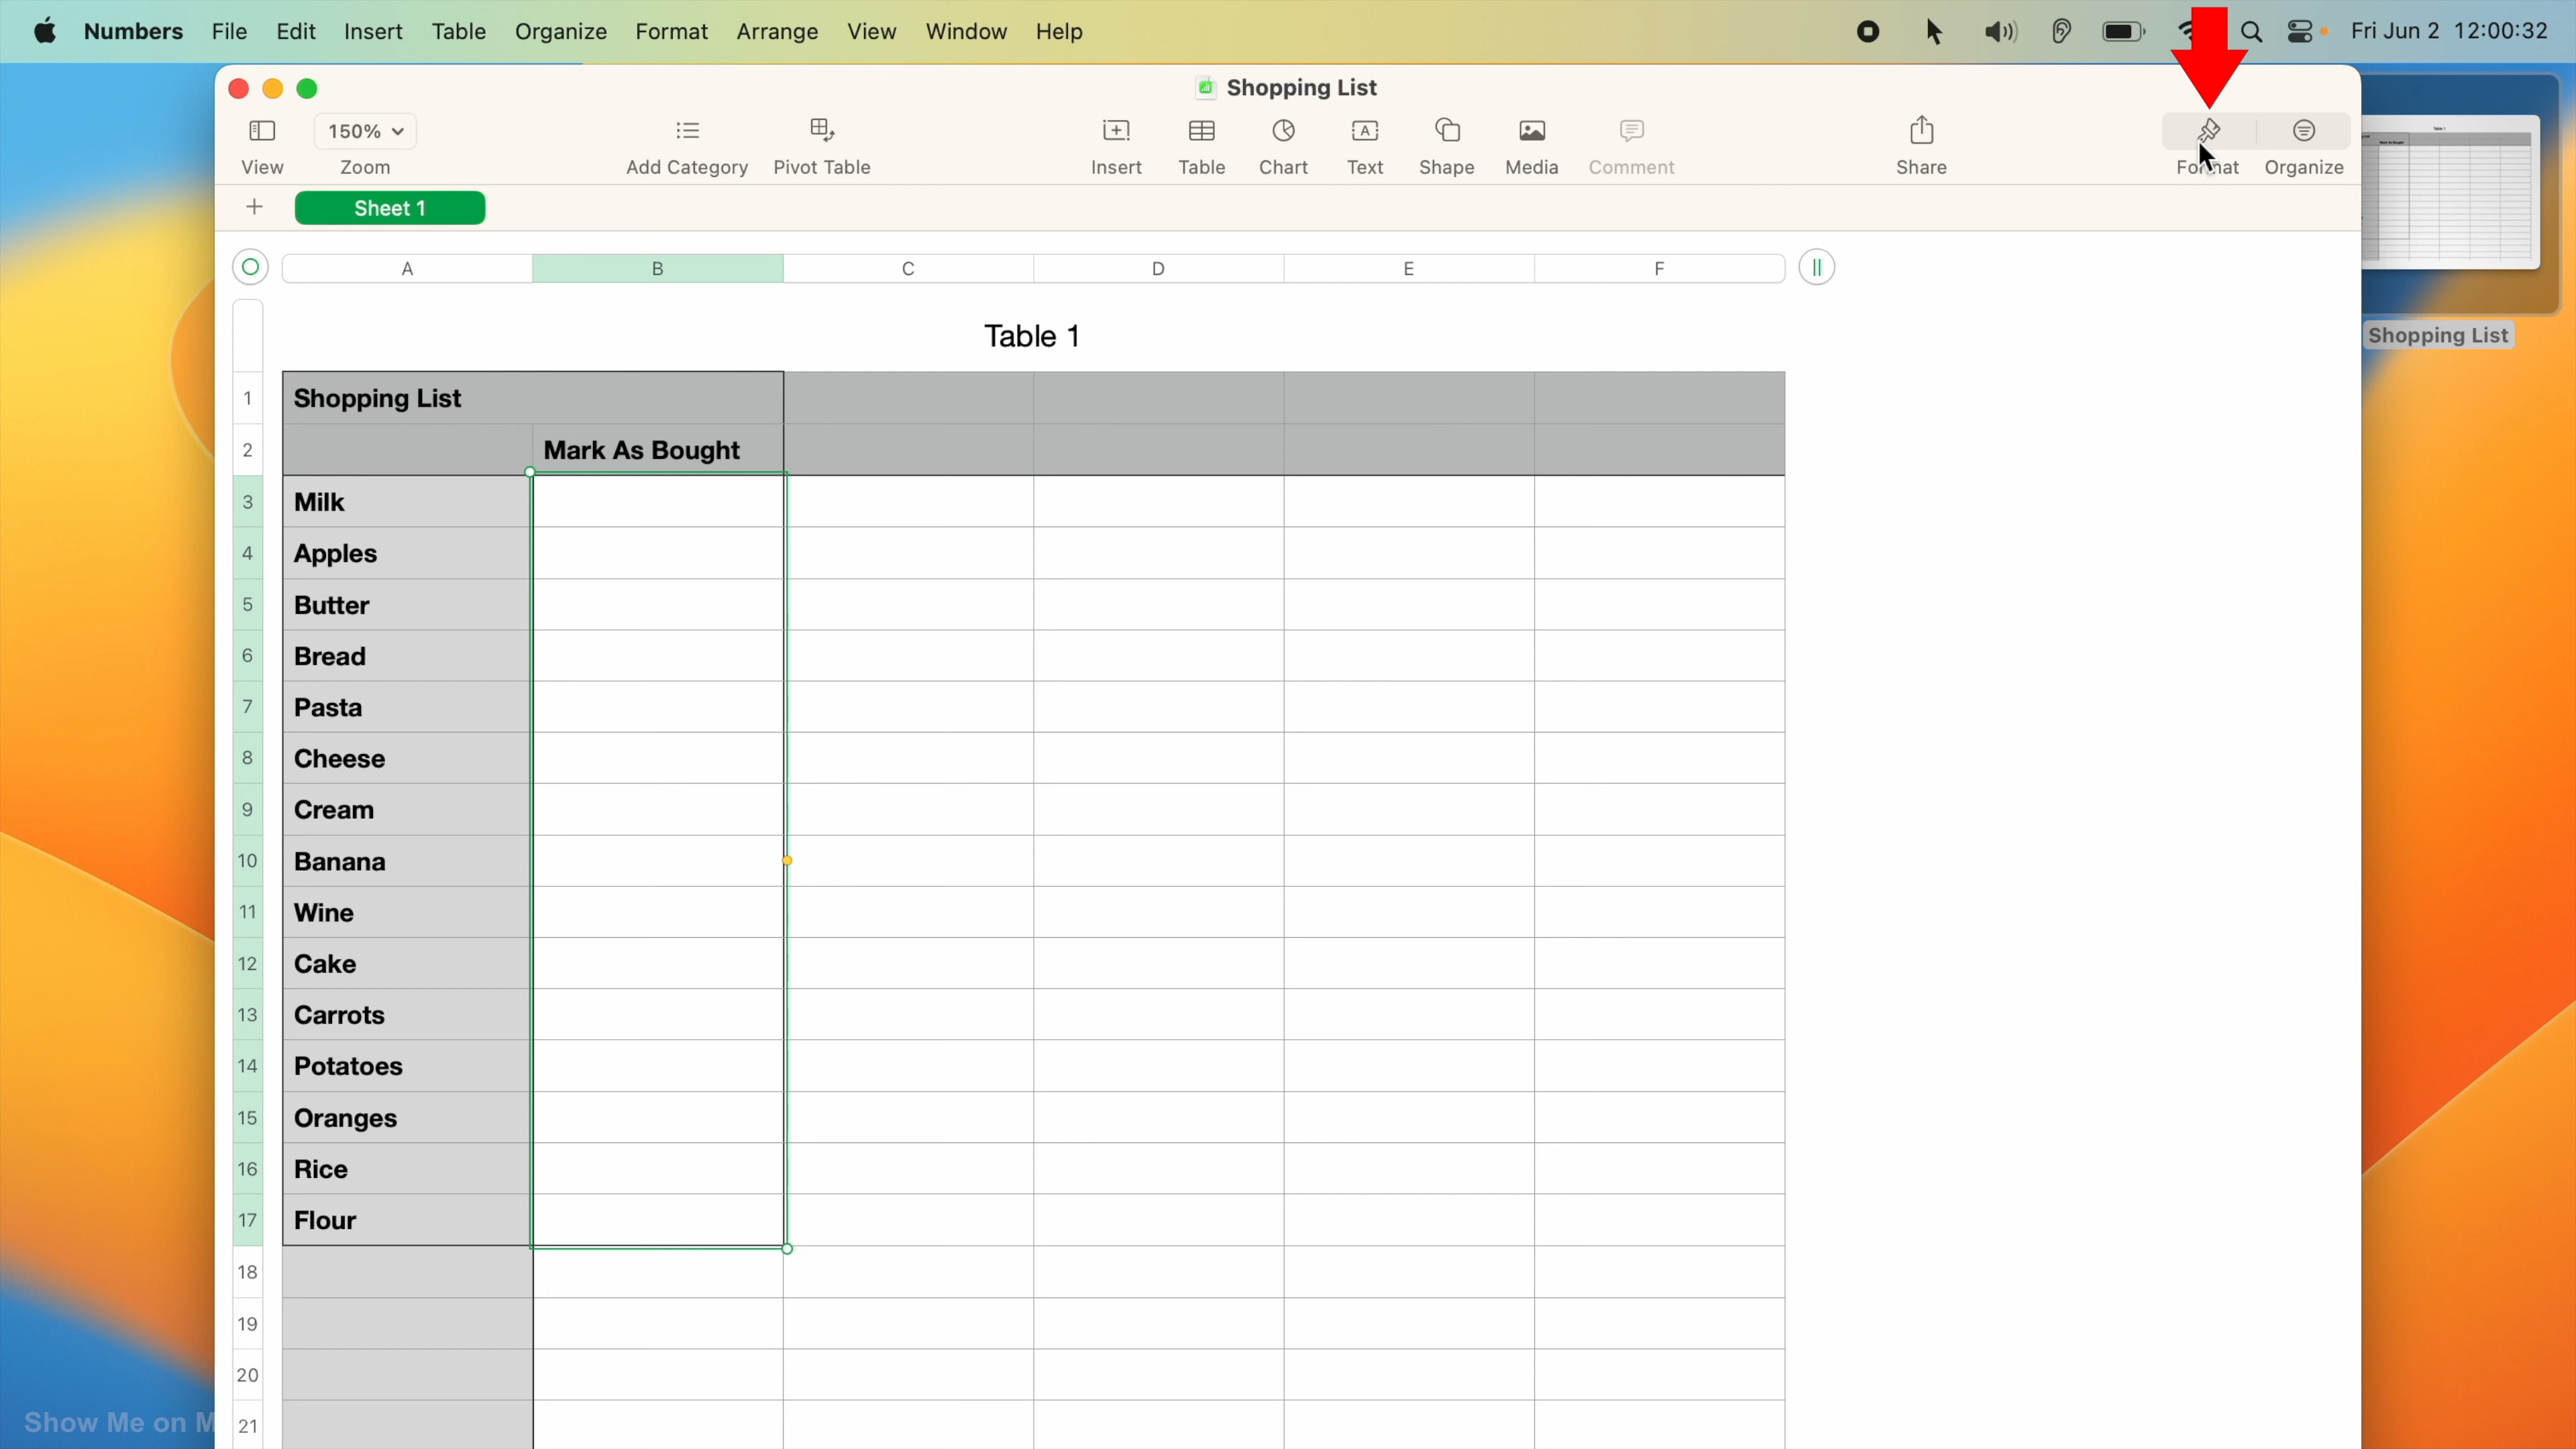 Numbers File Edit Insert Table Organize Format Arrange View Window Help Fri Jun 2 12:00:32
Shopping List
150%
View Zoom Add Category Pivot Table Insert Table Chart Text Shape Media Comment Share Format Organize
Sheet 1
A B C D E F
Shopping List
Table 1
1 Shopping List
2 Mark As Bought
3 Milk
4 Apples
5 Butter
6 Bread
7 Pasta
8 Cheese
9 Cream
10 Banana
11 Wine
12 Cake
13 Carrots
14 Potatoes
15 Oranges
16 Rice
17 Flour
18
19
20
21
Show Me on M